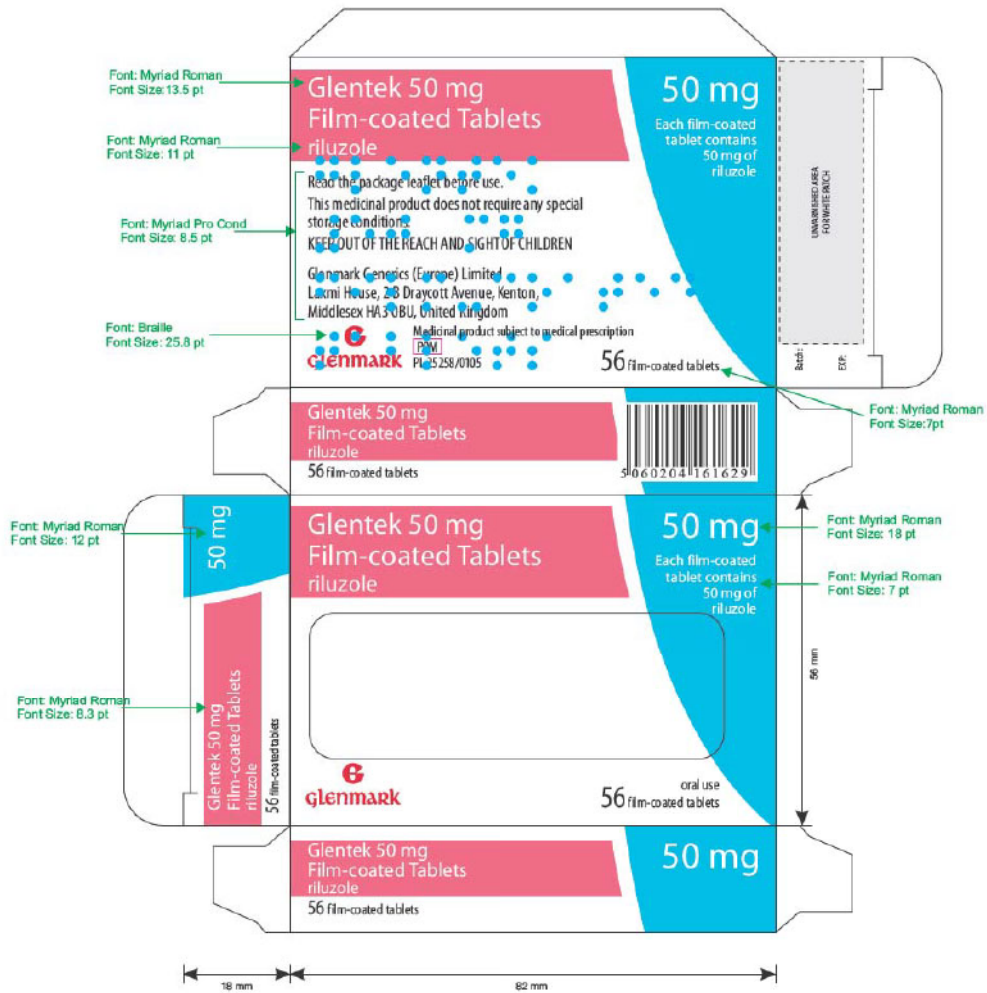 Font: Myriad Roman
Font Size: 13.5 pt
Font: Myriad Roman
Font Size: 11 pt
Font: Myriad Pro Cond
Font Size: 8.5 pt
Font: Braille
Font Size: 25.8 pt
Glentek 50 mg
Film-coated Tablets
riluzole
Read the package leaflet before use.
This medicinal product does not require any special
storage conditions.
KEEP OUT OF THE REACH AND SIGHT OF CHILDREN
Glenmark Generics (Europe) Limited
Laxmi House, 2 B Draycott Avenue, Kenton,
Middlesex HA3 0BU, United Kingdom
Medicinal product subject to medical prescription
POM
PL 25258/0105
GLENMARK
56 film-coated tablets
50 mg
Each film-coated
tablet contains
50 mg of
riluzole
UNVARNISHED AREA
FOR WHITE PATCH
Batch:
EXP:
Font: Myriad Roman
Font Size:7pt
Glentek 50 mg
Film-coated Tablets
riluzole
56 film-coated tablets
5 060204 161629
Font: Myriad Roman
Font Size: 12 pt
50 mg
Font: Myriad Roman
Font Size: 8.3 pt
Glentek 50 mg
Film-coated Tablets
riluzole
56 film-coated tablets
Glentek 50 mg
Film-coated Tablets
riluzole
50 mg
Each film-coated
tablet contains
50 mg of
riluzole
Font: Myriad Roman
Font Size: 18 pt
Font: Myriad Roman
Font Size: 7 pt
GLENMARK
oral use
56 film-coated tablets
56 mm
Glentek 50 mg
Film-coated Tablets
riluzole
56 film-coated tablets
50 mg
18 mm
82 mm